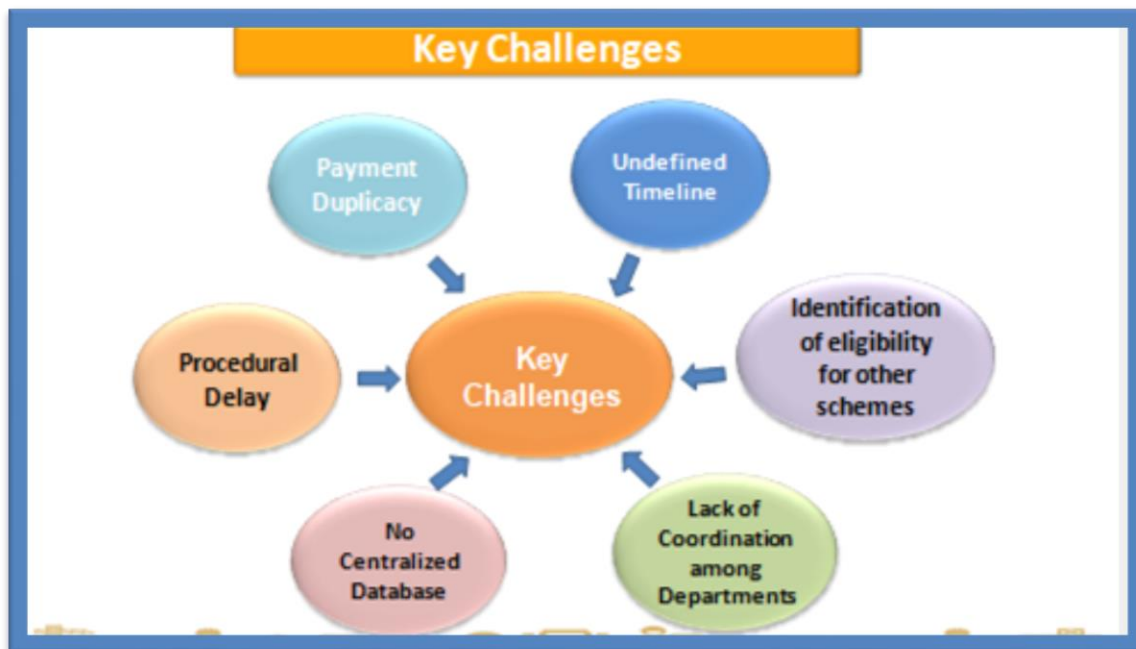 Key Challenges
Payment
Duplicacy
Undefined
Timeline
Identification
of eligibility
for other
schemes
Procedural
Delay
Key
Challenges
No
Centralized
Database
Lack of
Coordination
among
Departments